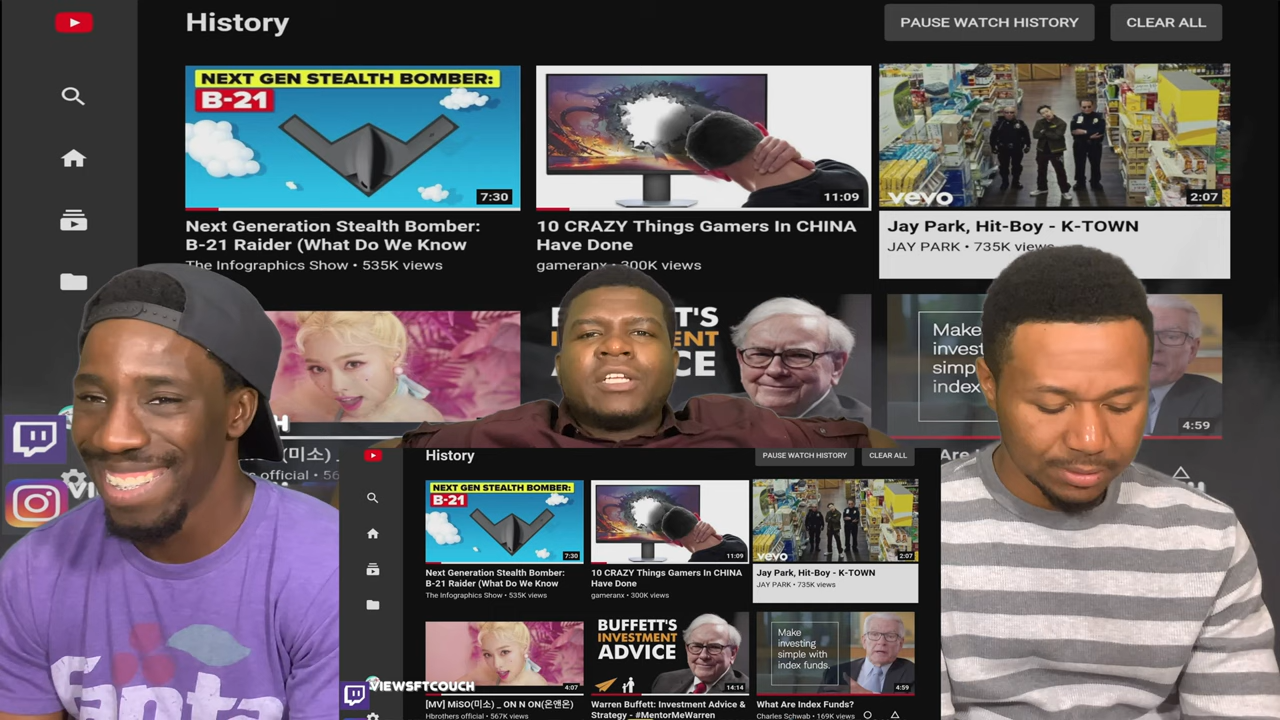 History
PAUSE WATCH HISTORY
CLEAR ALL
NEXT GEN STEALTH BOMBER:
B-21
7:30
11:09
vevo
2:07
Next Generation Stealth Bomber:
B-21 Raider (What Do We Know
The Infographics Show • 535K views
10 CRAZY Things Gamers In CHINA
Have Done
gameranx • 300K views
Jay Park, Hit-Boy - K-TOWN
JAY PARK • 735K views
BUFFETT'S
Make
4:59
(미소)
official • 56
History
PAUSE WATCH HISTORY
CLEAR ALL
NEXT GEN STEALTH BOMBER:
B-21
7:30
11:09
vevo
2:07
Next Generation Stealth Bomber:
B-21 Raider (What Do We Know
The Infographics Show • 535K views
10 CRAZY Things Gamers In CHINA
Have Done
gameranx • 300K views
Jay Park, Hit-Boy - K-TOWN
JAY PARK • 735K views
4:07
BUFFETT'S
INVESTMENT
ADVICE
14:14
Make
investing
simple with
index funds.
4:59
VIEWSFTCOUCH
[MV] MiSO(미소) _ ON N ON(온앤온)
Hbrothers official • 567K views
Warren Buffett: Investment Advice &
Strategy - #MentorMeWarren
What Are Index Funds?
Charles Schwab • 169K views
Fanta